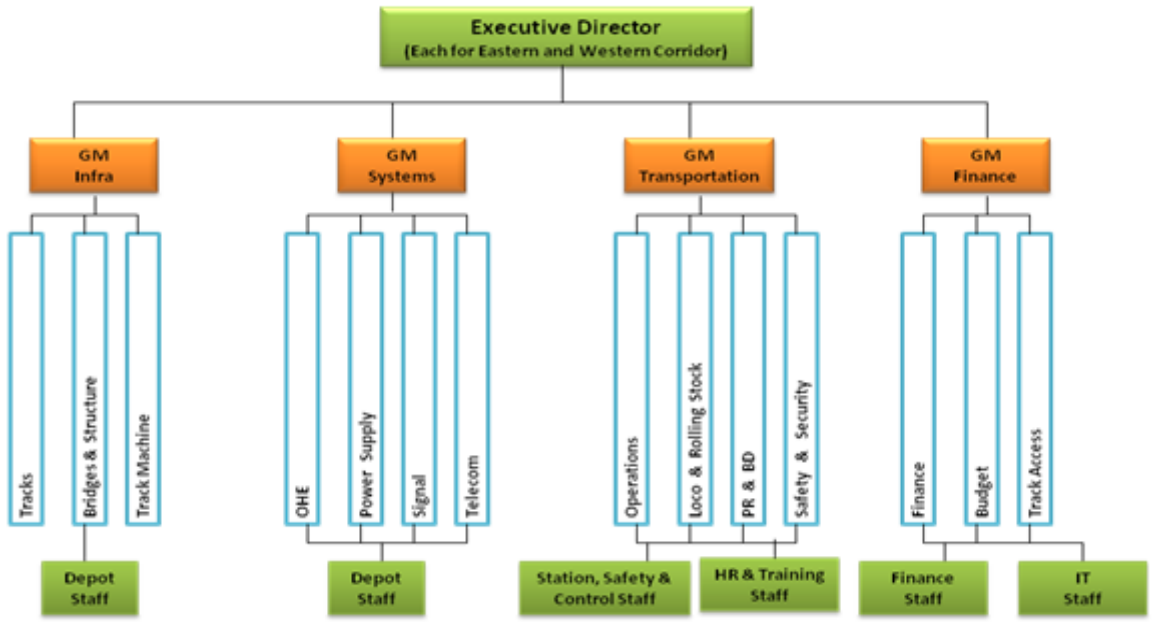 Executive Director
(Each for Eastern and Western Corridor)
GM
Infra
GM
Systems
GM
Transportation
GM
Finance
Tracks
Bridges & Structure
Track Machine
OHE
Power Supply
Signal
Telecom
Operations
Loco & Rolling Stock
PR & BD
Safety & Security
Finance
Budget
Track Access
Depot
Staff
Depot
Staff
Station, Safety &
Control Staff
HR & Training
Staff
Finance
Staff
IT
Staff